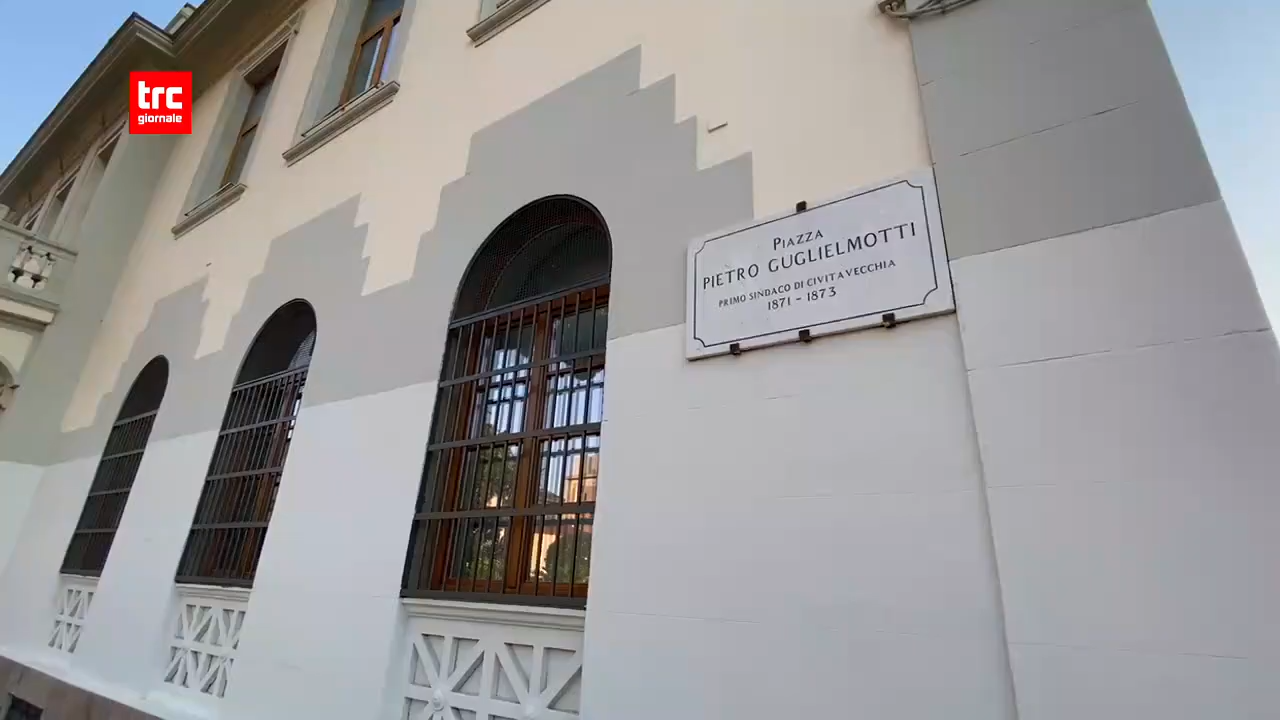 trc
giornale
PIAZZA
PIETRO GUGLIELMOTTI
PRIMO SINDACO DI CIVITAVECCHIA
1871 - 1873